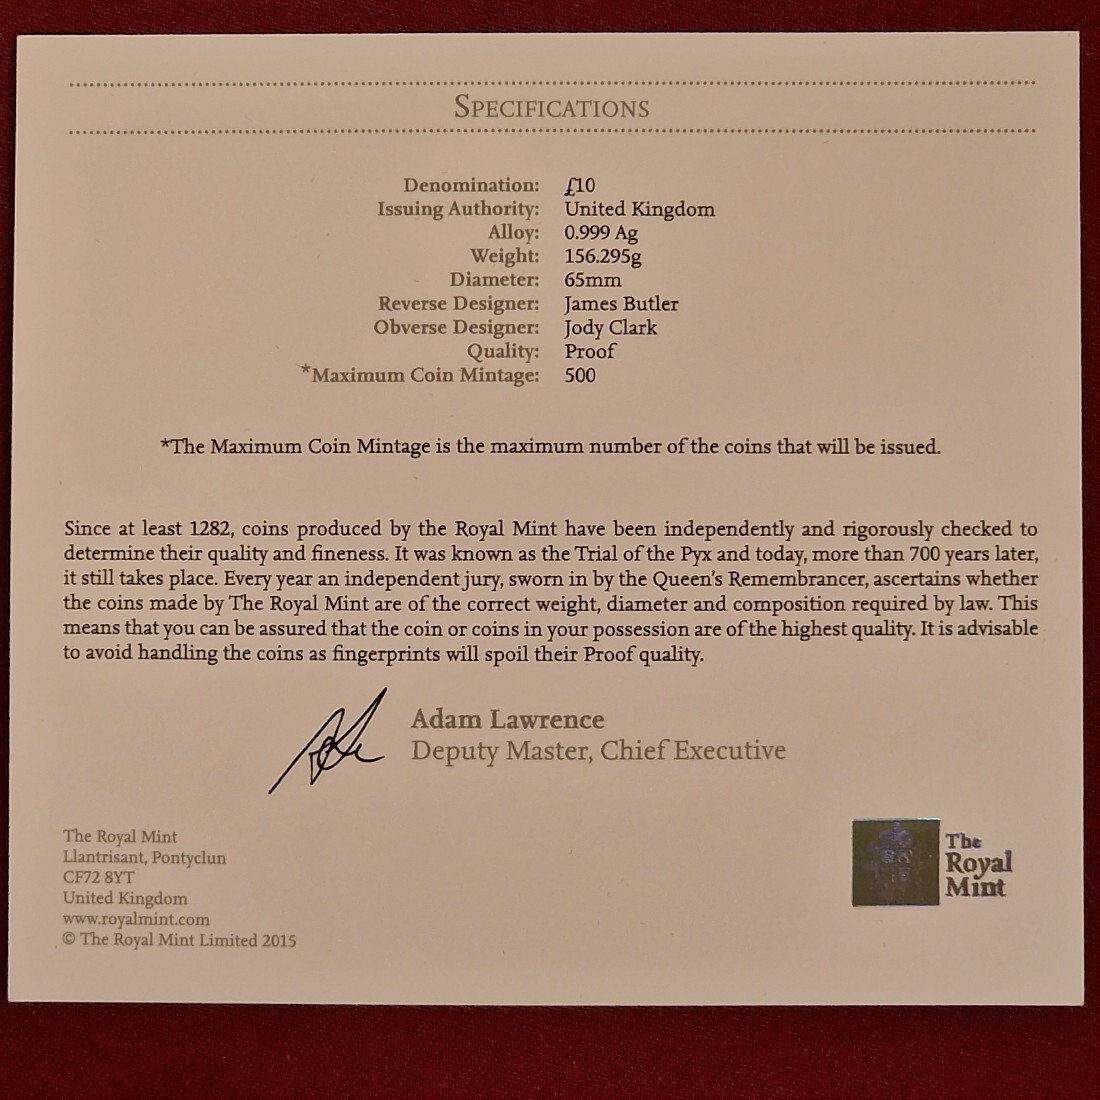 SPECIFICATIONS
Denomination: £10
Issuing Authority: United Kingdom
Alloy: 0.999 Ag
Weight: 156.295g
Diameter: 65mm
Reverse Designer: James Butler
Obverse Designer: Jody Clark
Quality: Proof
*Maximum Coin Mintage: 500
*The Maximum Coin Mintage is the maximum number of the coins that will be issued.
Since at least 1282, coins produced by the Royal Mint have been independently and rigorously checked to
determine their quality and fineness. It was known as the Trial of the Pyx and today, more than 700 years later,
it still takes place. Every year an independent jury, sworn in by the Queen's Remembrancer, ascertains whether
the coins made by The Royal Mint are of the correct weight, diameter and composition required by law. This
means that you can be assured that the coin or coins in your possession are of the highest quality. It is advisable
to avoid handling the coins as fingerprints will spoil their Proof quality.
Adam Lawrence
Deputy Master, Chief Executive
The Royal Mint
Llantrisant, Pontyclun
CF72 8YT
United Kingdom
www.royalmint.com
© The Royal Mint Limited 2015
The
Royal
Mint